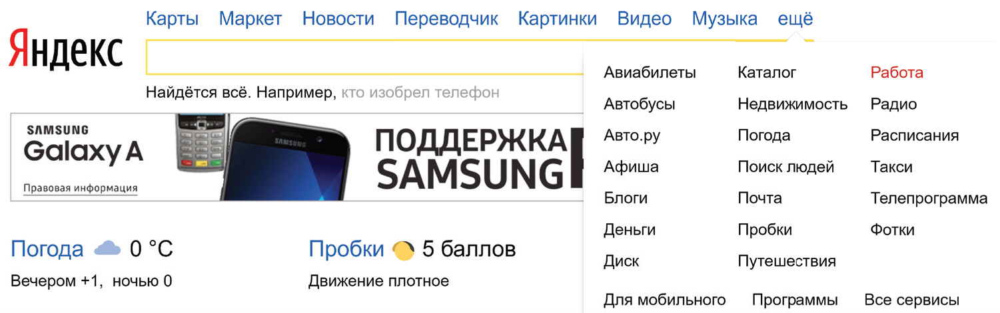 Карты Маркет Новости Переводчик Картинки Видео Музыка ещё
Яндекс
Найдётся всё. Например, кто изобрел телефон
SAMSUNG
Galaxy A
Правовая информация
SAMSUNG
ПОДДЕРЖКА
SAMSUNG
Погода 0 °C
Вечером +1, ночью 0
Пробки 5 баллов
Движение плотное
Авиабилеты Каталог Работа
Автобусы Недвижимость Радио
Авто.ру Погода Расписания
Афиша Поиск людей Такси
Блоги Почта Телепрограмма
Деньги Пробки Фотки
Диск Путешествия
Для мобильного Программы Все сервисы